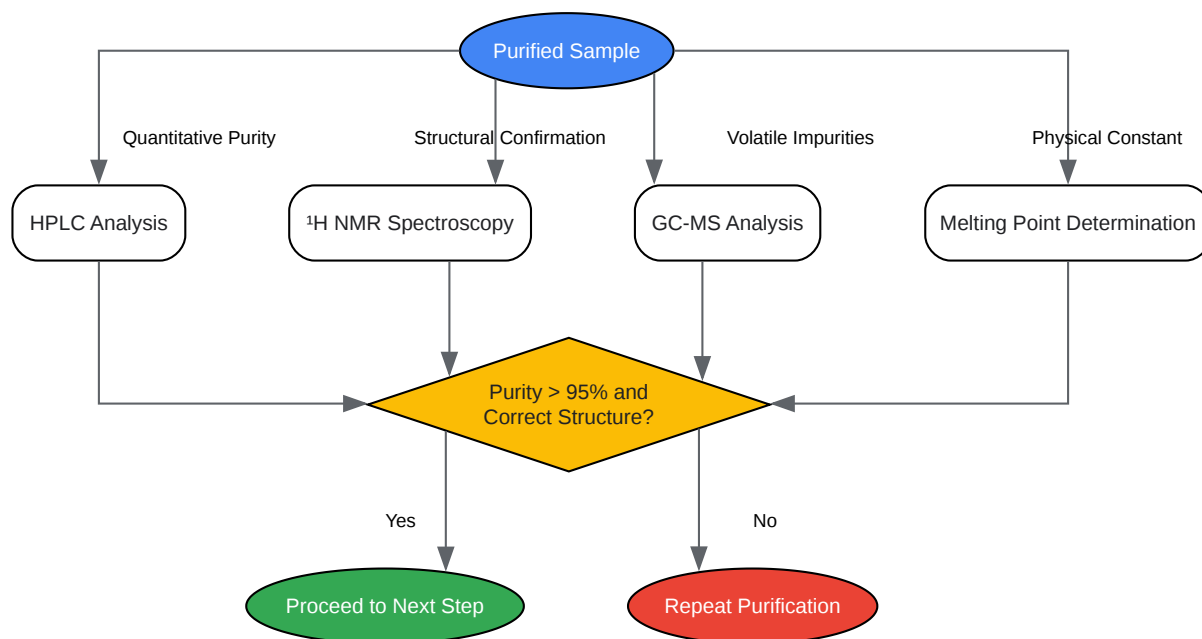 Purified Sample
Quantitative Purity
Structural Confirmation
Volatile Impurities
Physical Constant
HPLC Analysis
¹H NMR Spectroscopy
GC-MS Analysis
Melting Point Determination
Purity > 95% and
Correct Structure?
Yes
No
Proceed to Next Step
Repeat Purification